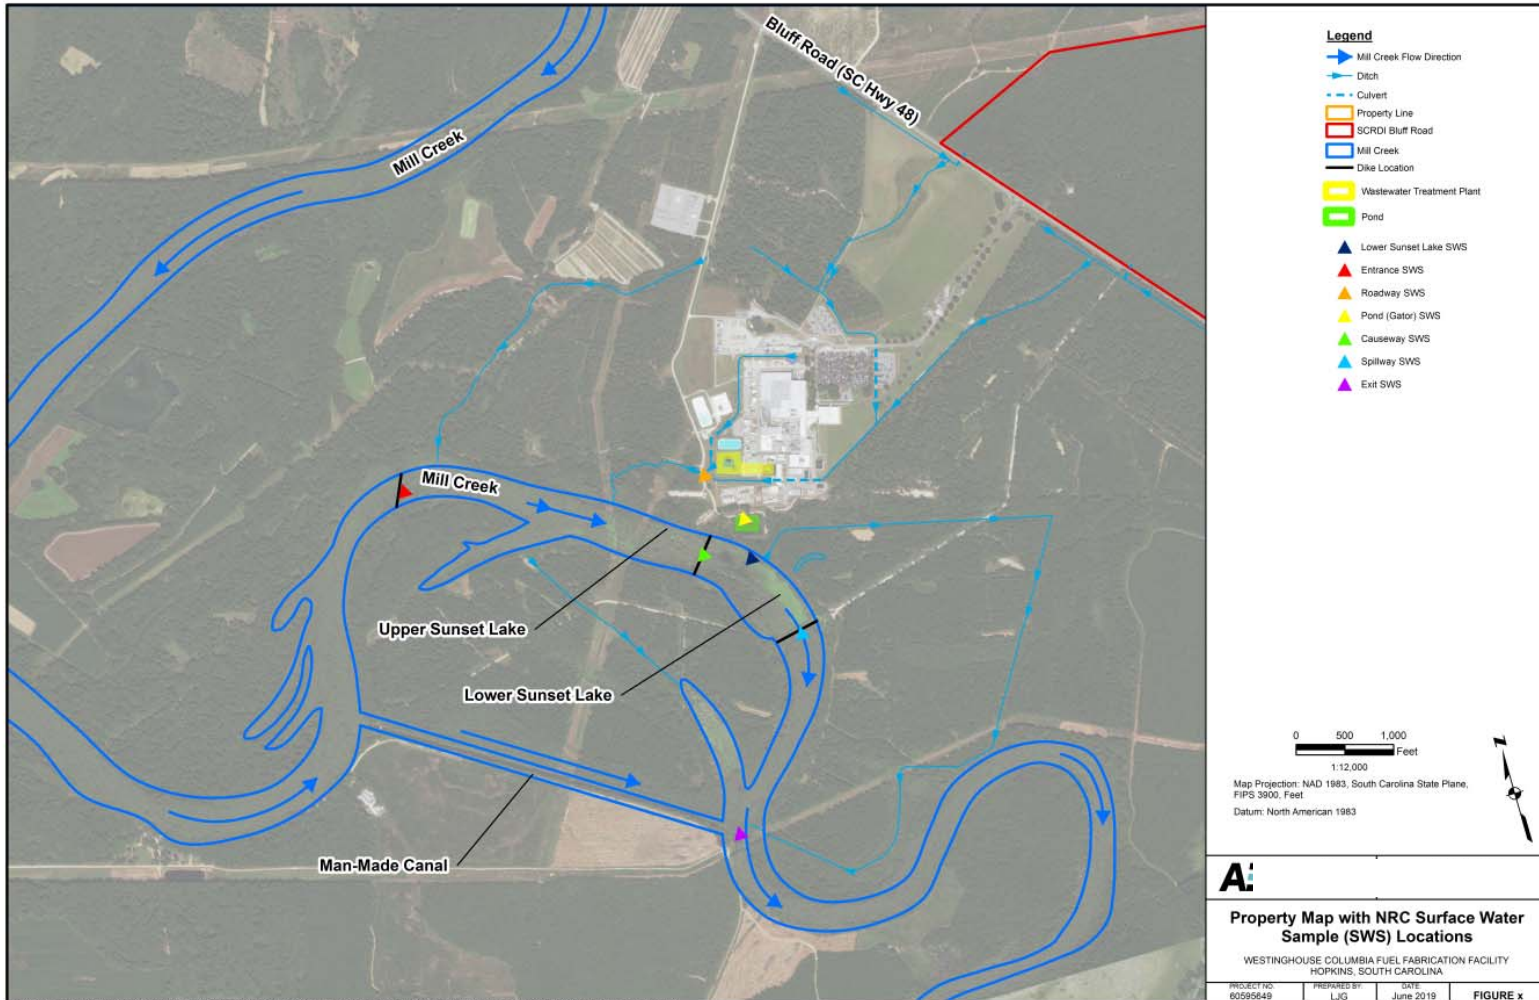 Bluff Road (SC Hwy 48)
Mill Creek
Mill Creek
Upper Sunset Lake
Lower Sunset Lake
Man-Made Canal
Legend
Mill Creek Flow Direction
Ditch
Culvert
Property Line
SCRDI Bluff Road
Mill Creek
Dike Location
Wastewater Treatment Plant
Pond
Lower Sunset Lake SWS
Entrance SWS
Roadway SWS
Pond (Gator) SWS
Causeway SWS
Spillway SWS
Exit SWS
0 500 1,000
Feet
1:12,000
Map Projection: NAD 1983, South Carolina State Plane,
FIPS 3900, Feet
Datum: North American 1983
Property Map with NRC Surface Water
Sample (SWS) Locations
WESTINGHOUSE COLUMBIA FUEL FABRICATION FACILITY
HOPKINS, SOUTH CAROLINA
PROJECT NO. PREPARED BY: DATE:
60595649 LJG June 2019 FIGURE x